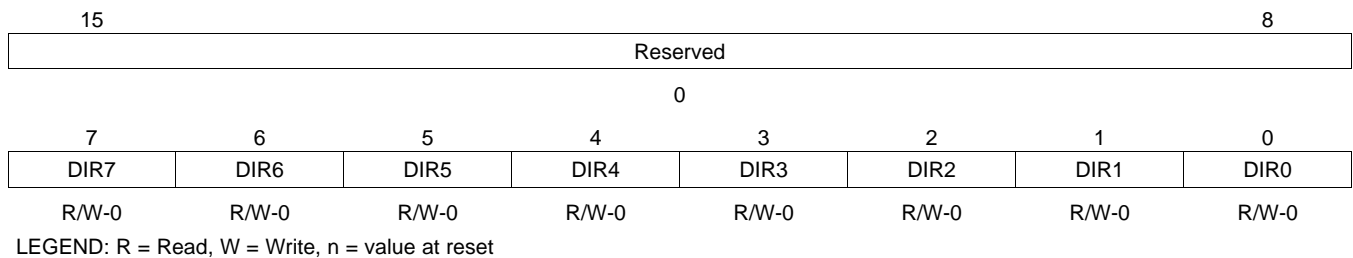 15 8
Reserved
0
7 6 5 4 3 2 1 0
DIR7 DIR6 DIR5 DIR4 DIR3 DIR2 DIR1 DIR0
R/W-0 R/W-0 R/W-0 R/W-0 R/W-0 R/W-0 R/W-0 R/W-0
LEGEND: R = Read, W = Write, n = value at reset